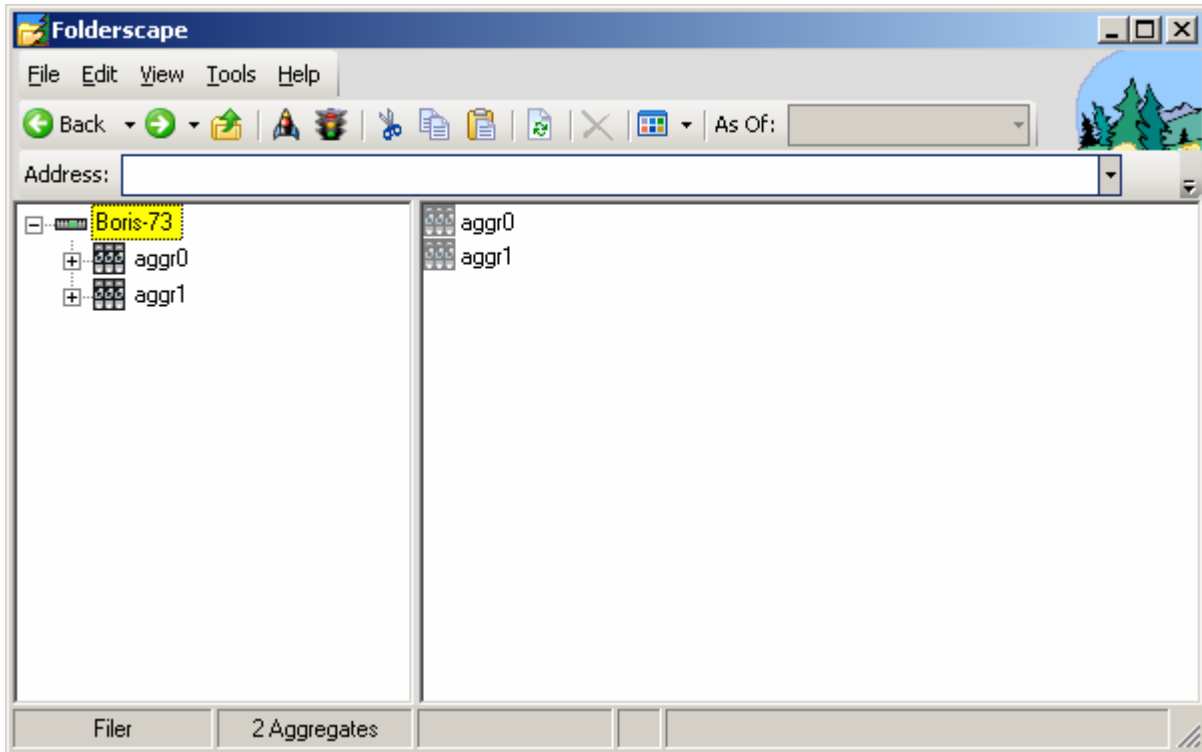 Folderscape
File Edit View Tools Help
Back As Of:
Address:
Boris-73
aggr0
aggr1
aggr0
aggr1
Filer 2 Aggregates